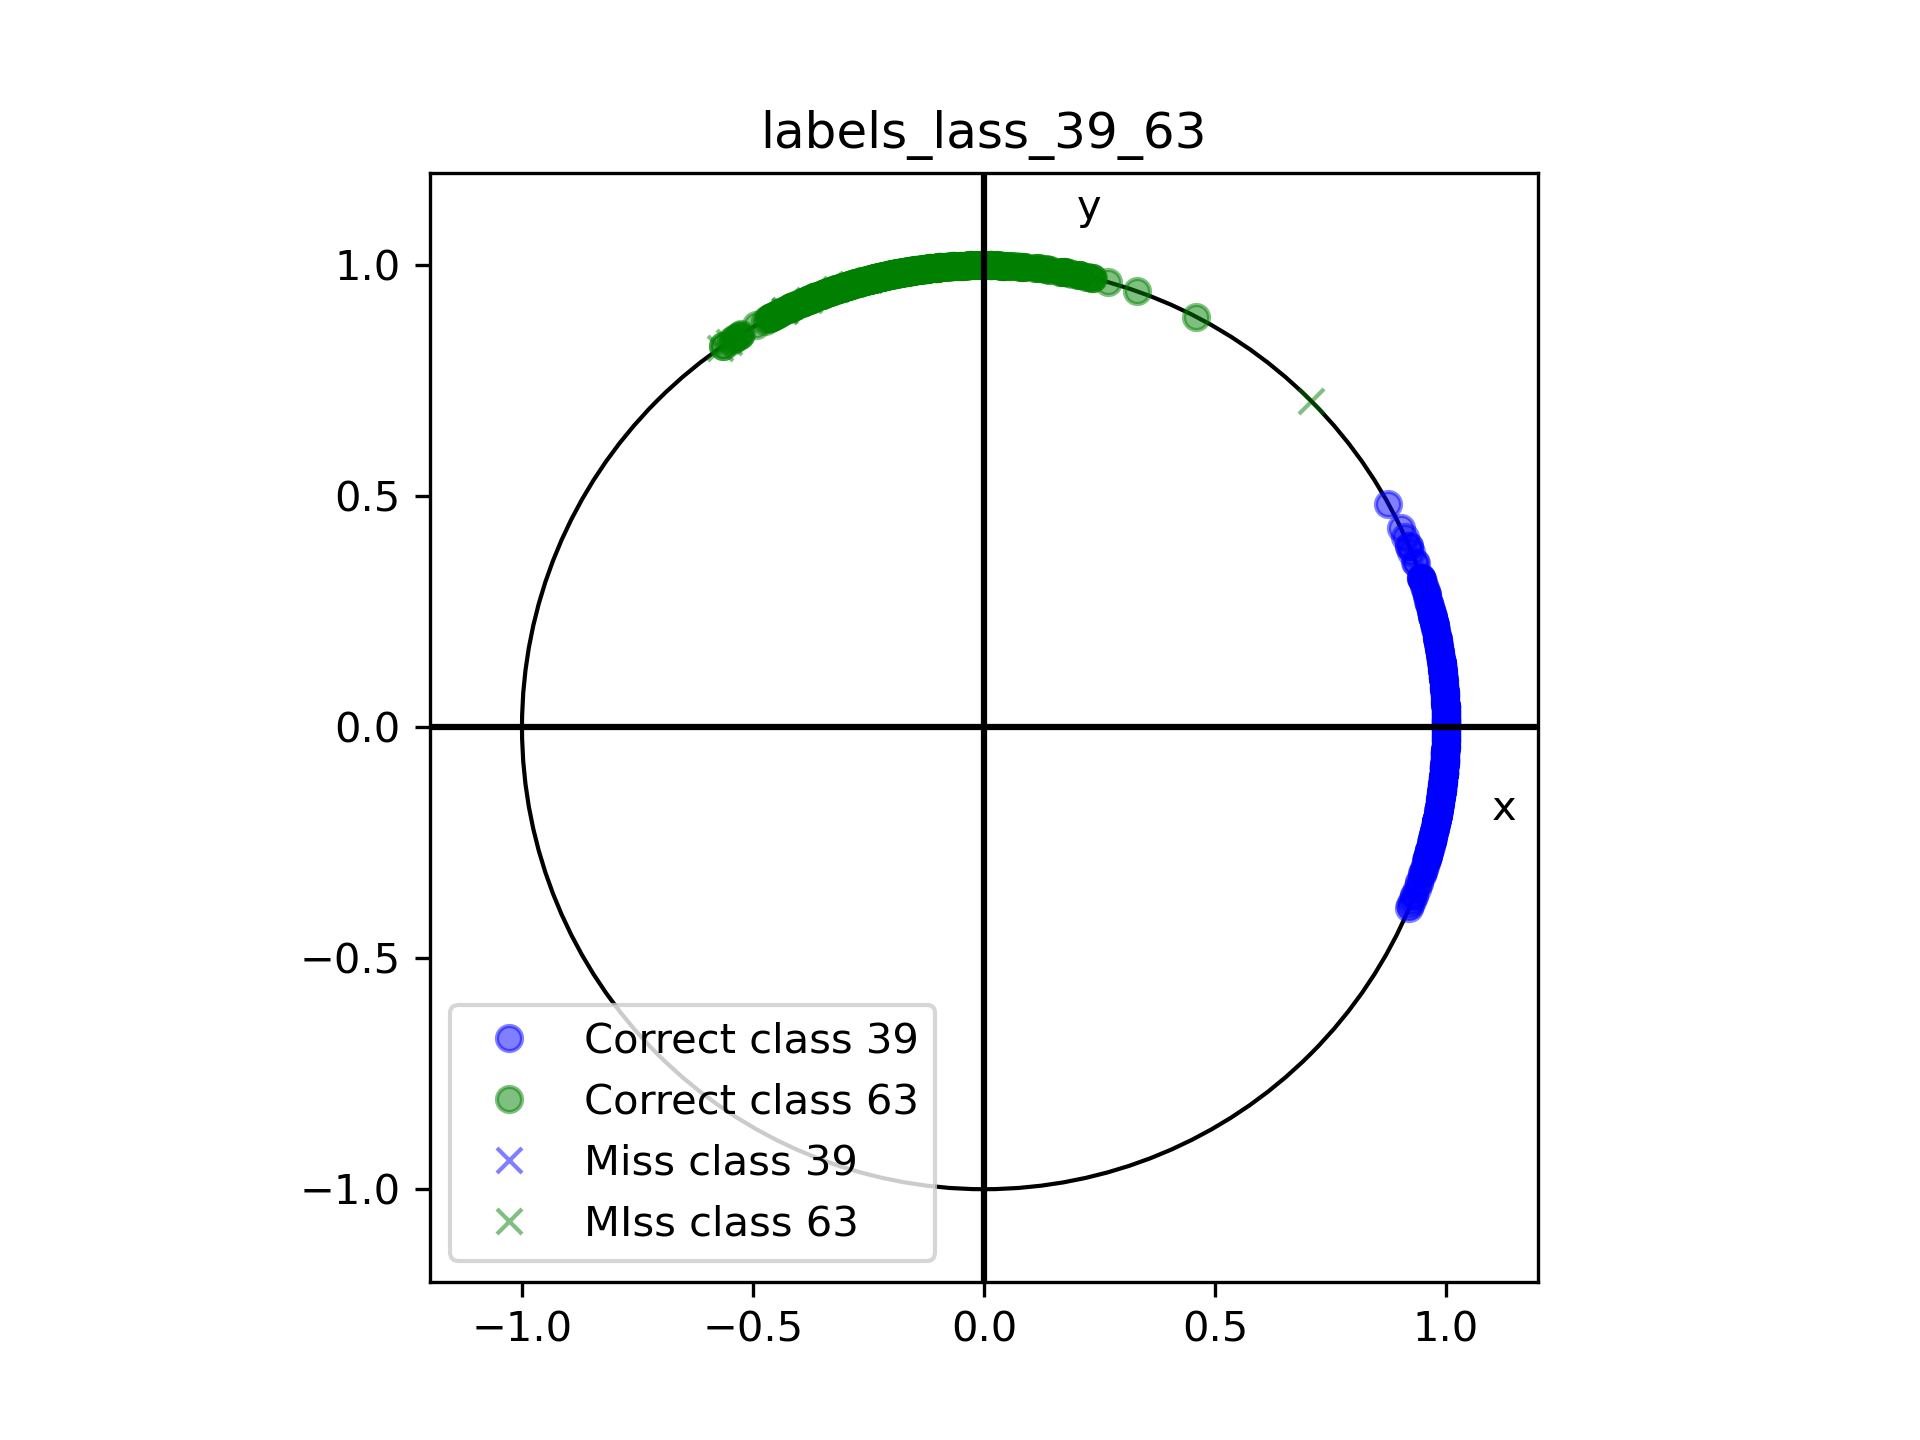 labels_lass_39_63
y
1.0
0.5
0.0
x
−0.5
−1.0
Correct class 39
Correct class 63
Miss class 39
MIss class 63
−1.0 −0.5 0.0 0.5 1.0